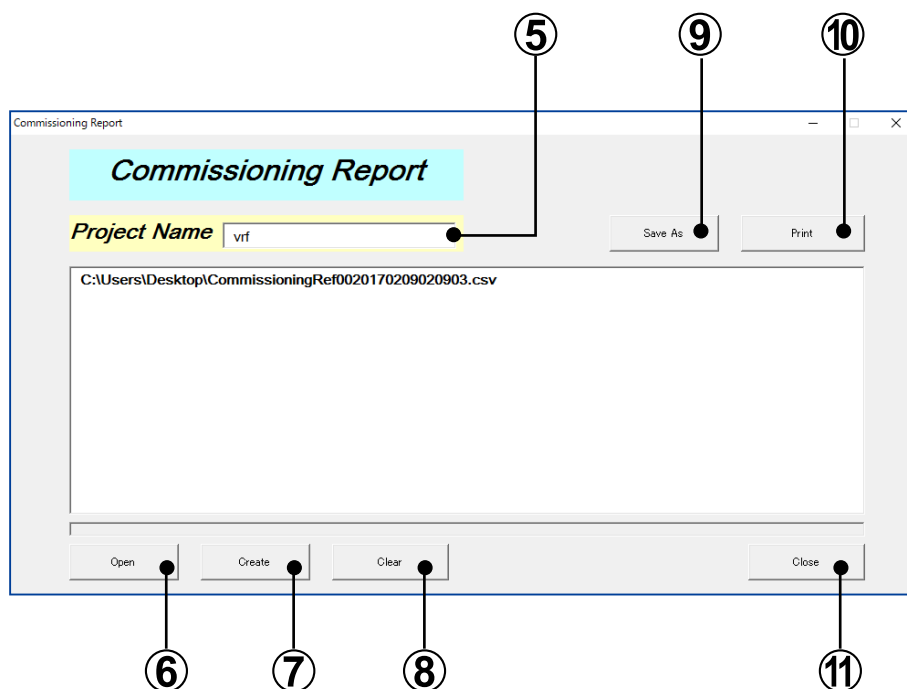 ⑤ ⑨ ⑩
Commissioning Report
Commissioning Report
Project Name vrf
Save As Print
C:\Users\Desktop\CommissioningRef0020170209020903.csv
Open Create Clear Close
⑥ ⑦ ⑧ ⑪